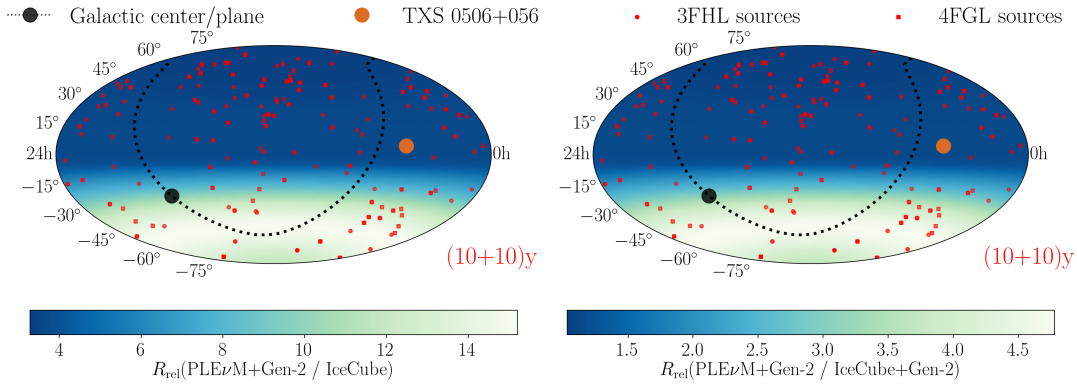 Galactic center/plane
TXS 0506+056
3FHL sources
4FGL sources
75°
60°
45°
30°
15°
24h
0h
−15°
−30°
−45°
−60°
−75°
(10+10)y
4 6 8 10 12 14
R_rel(PLEνM+Gen-2 / IceCube)
75°
60°
45°
30°
15°
24h
0h
−15°
−30°
−45°
−60°
−75°
(10+10)y
1.5 2.0 2.5 3.0 3.5 4.0 4.5
R_rel(PLEνM+Gen-2 / IceCube+Gen-2)